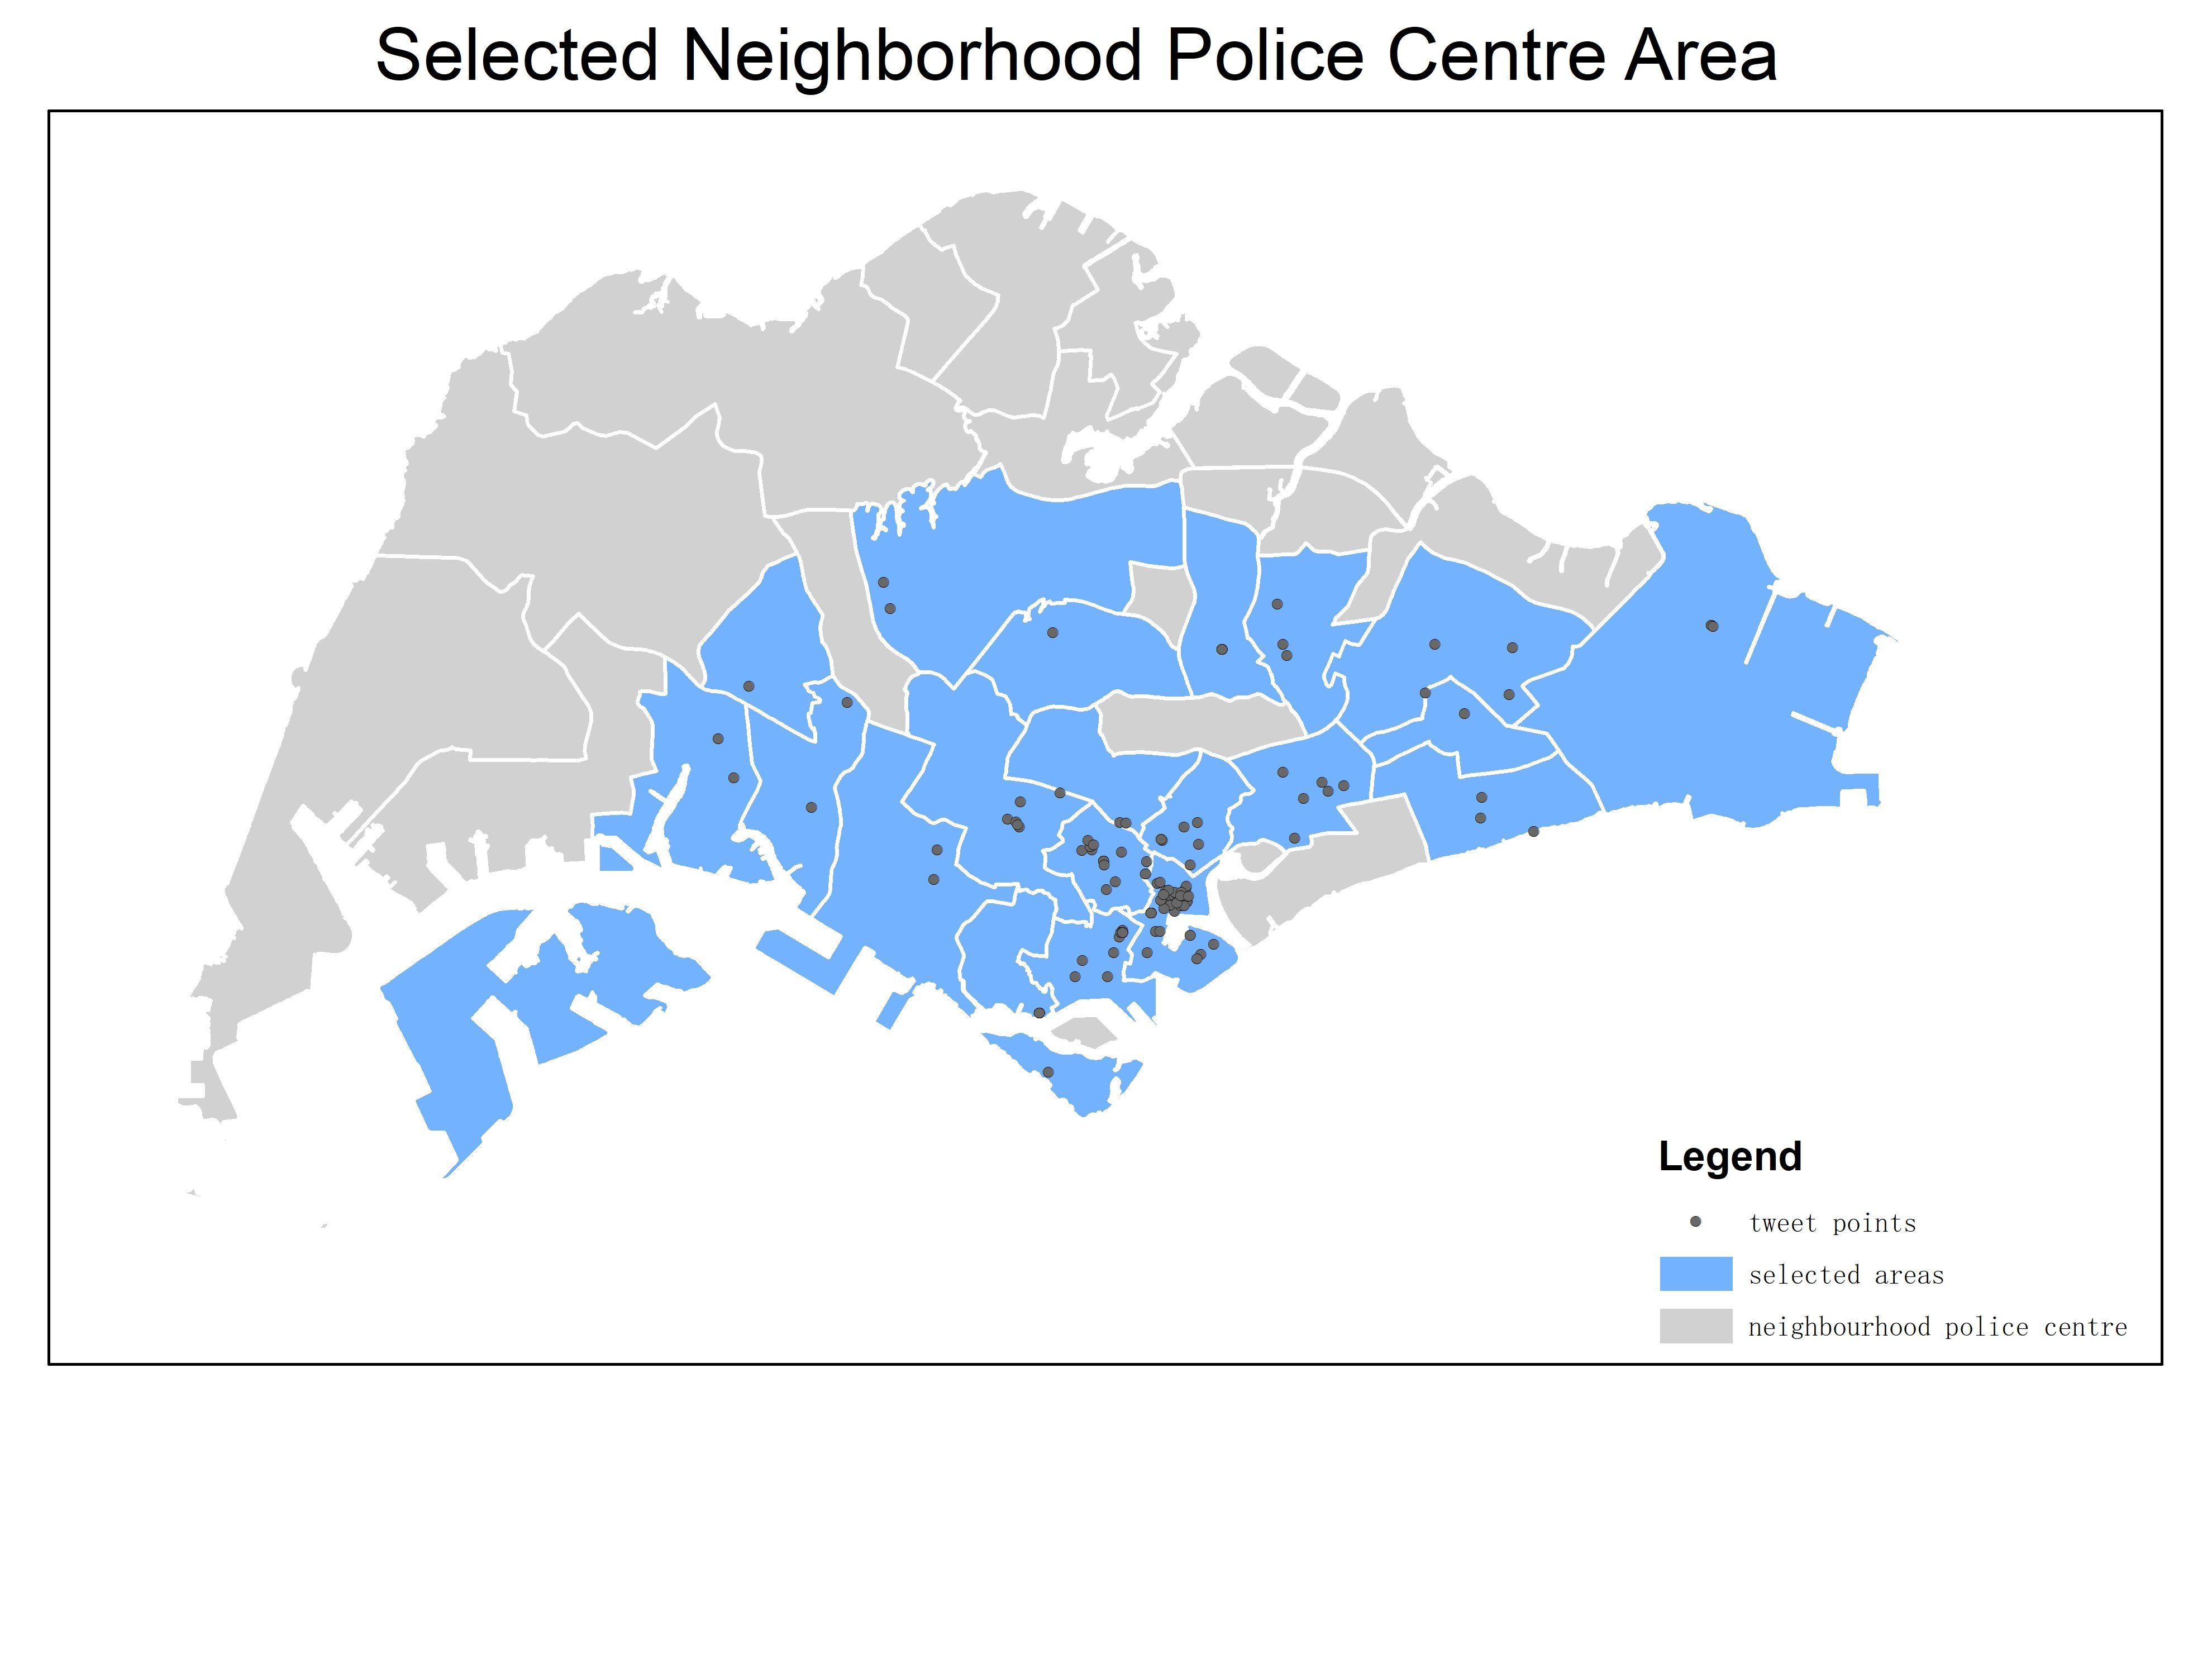 Selected Neighborhood Police Centre Area
Legend
tweet points
selected areas
neighbourhood police centre